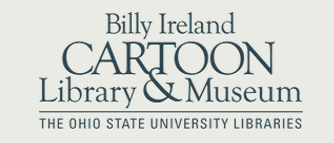 Billy Ireland
CARTOON
Library & Museum
THE OHIO STATE UNIVERSITY LIBRARIES